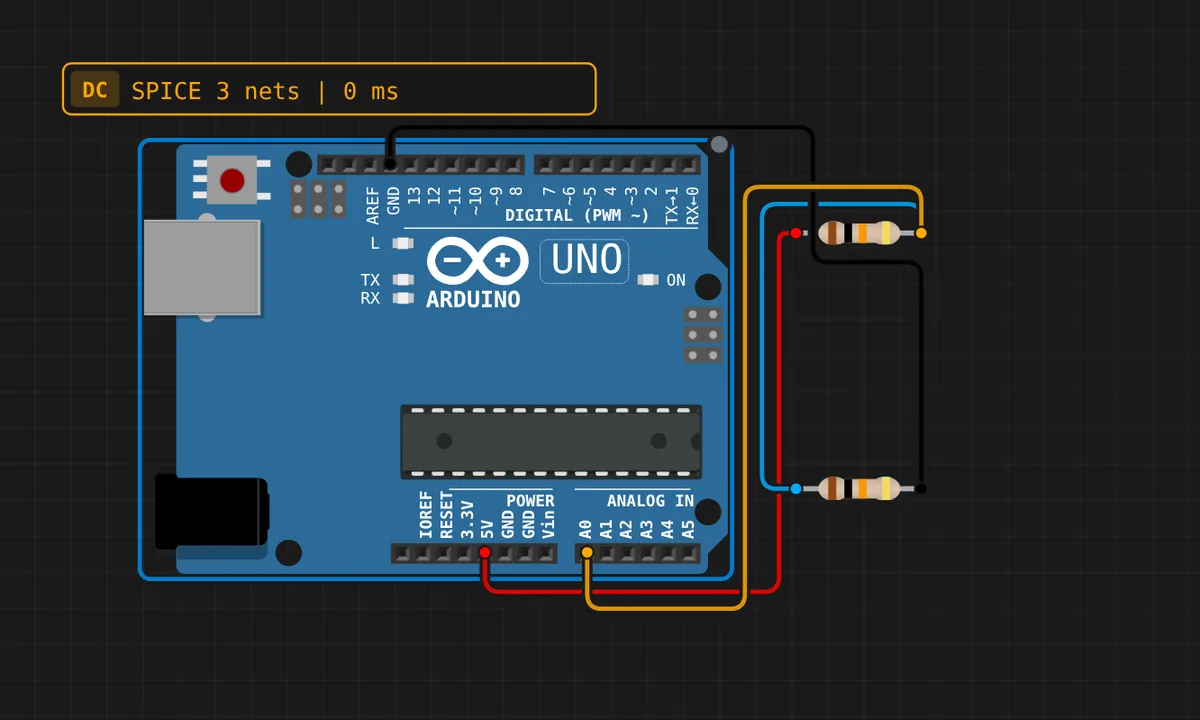 DC SPICE 3 nets | 0 ms
AREF
GND
13
12
~11
~10
~9
8
7
~6
~5
4
~3
2
TX→1
RX←0
DIGITAL (PWM ~)
L
TX
RX
UNO
ON
ARDUINO
POWER
ANALOG IN
IOREF
RESET
3.3V
5V
GND
GND
Vin
A0
A1
A2
A3
A4
A5